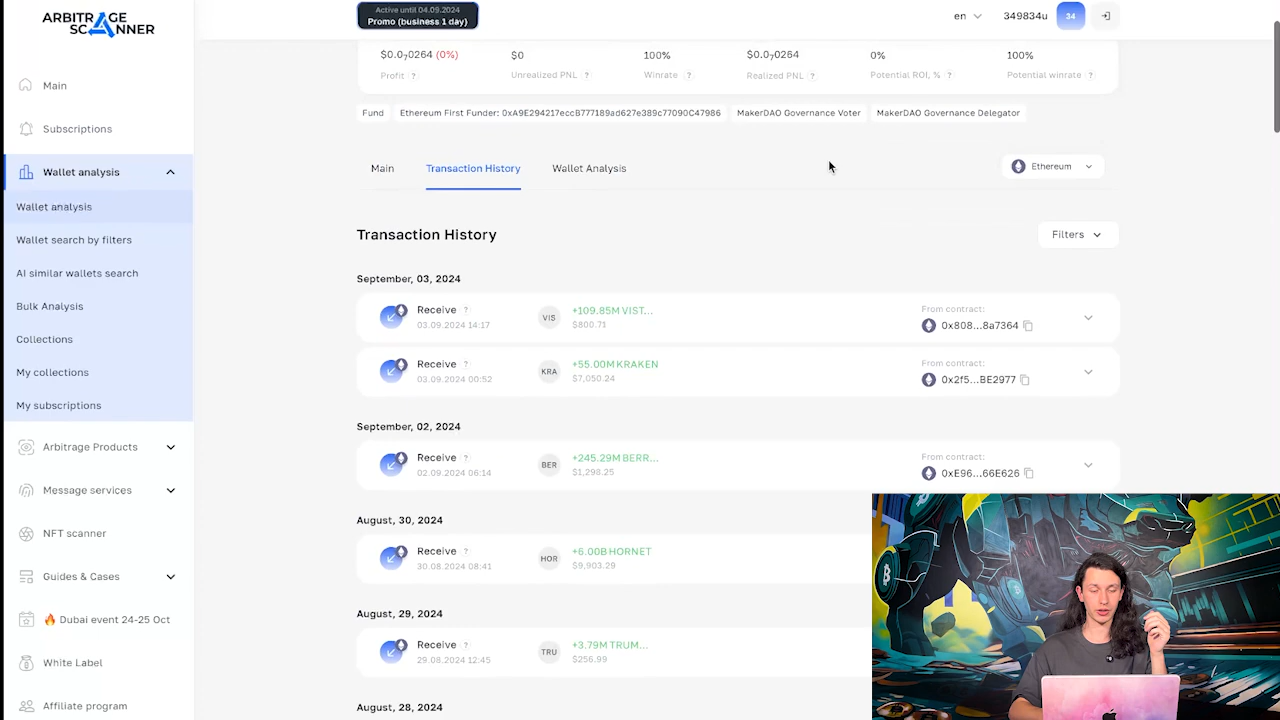 ARBITRAGE
SCANNER
Active until 04.09.2024
Promo (business 1 day)
en
349834u
34
Main
Subscriptions
Wallet analysis
Wallet analysis
Wallet search by filters
AI similar wallets search
Bulk Analysis
Collections
My collections
My subscriptions
Arbitrage Products
Message services
NFT scanner
Guides & Cases
🔥 Dubai event 24-25 Oct
White Label
Affiliate program
$0.0₇0264 (0%)
$0
100%
$0.0₇0264
0%
100%
Profit ?
Unrealized PNL ?
Winrate ?
Realized PNL ?
Potential ROI, % ?
Potential winrate ?
Fund
Ethereum First Funder: 0xA9E294217eccB777189ad627e389c77090C47986
MakerDAO Governance Voter
MakerDAO Governance Delegator
Main
Transaction History
Wallet Analysis
Ethereum
Transaction History
Filters
September, 03, 2024
Receive ?
03.09.2024 14:17
VIS
+109.85M VIST...
$800.71
From contract:
0x808...8a7364
Receive ?
03.09.2024 00:52
KRA
+55.00M KRAKEN
$7,050.24
From contract:
0x2f5...BE2977
September, 02, 2024
Receive ?
02.09.2024 06:14
BER
+245.29M BERR...
$1,298.25
From contract:
0xE96...66E626
August, 30, 2024
Receive ?
30.08.2024 08:41
HOR
+6.00B HORNET
$9,903.29
August, 29, 2024
Receive ?
29.08.2024 12:45
TRU
+3.79M TRUM...
$256.99
August, 28, 2024